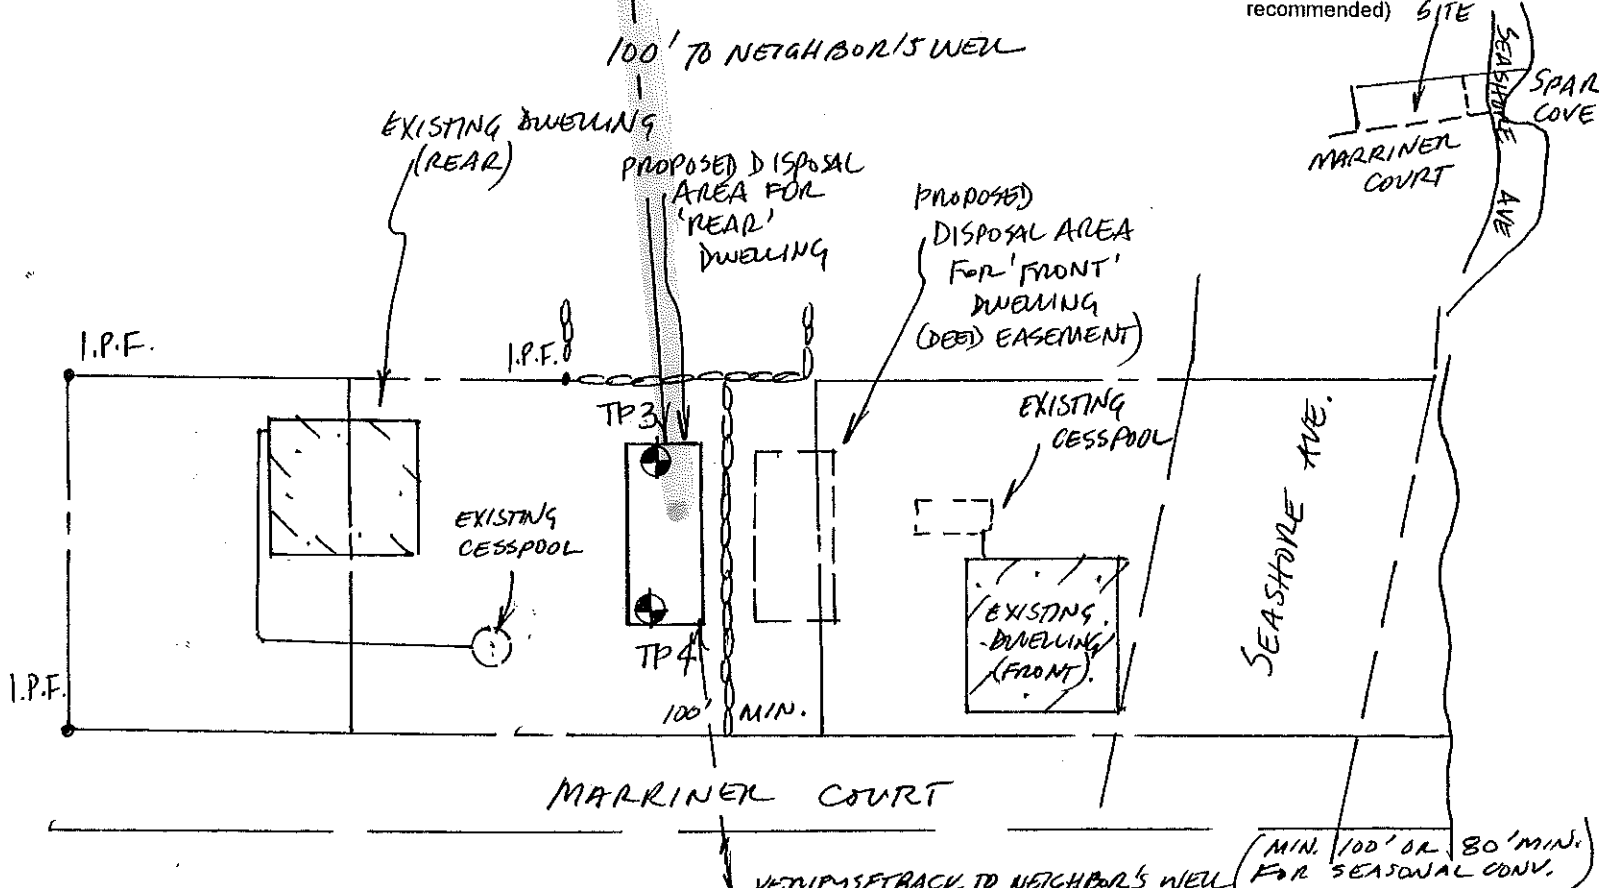 recommended)
SITE
100' TO NEIGHBOR'S WELL
SEASHORE AVE
SPAR
COVE
MARRINER
COURT
EXISTING DWELLING
(REAR)
PROPOSED DISPOSAL
AREA FOR
'REAR'
DWELLING
PROPOSED
DISPOSAL AREA
FOR 'FRONT'
DWELLING
(DEED EASEMENT)
I.P.F.
I.P.F.
TP3
EXISTING
CESSPOOL
SEASHORE AVE.
EXISTING
CESSPOOL
EXISTING
DWELLING
(FRONT)
TP4
I.P.F.
100' MIN.
MARRINER COURT
VERIFY SETBACK TO NEIGHBOR'S WELL
(MIN. 100' OR 80' MIN.
FOR SEASONAL CONV.)